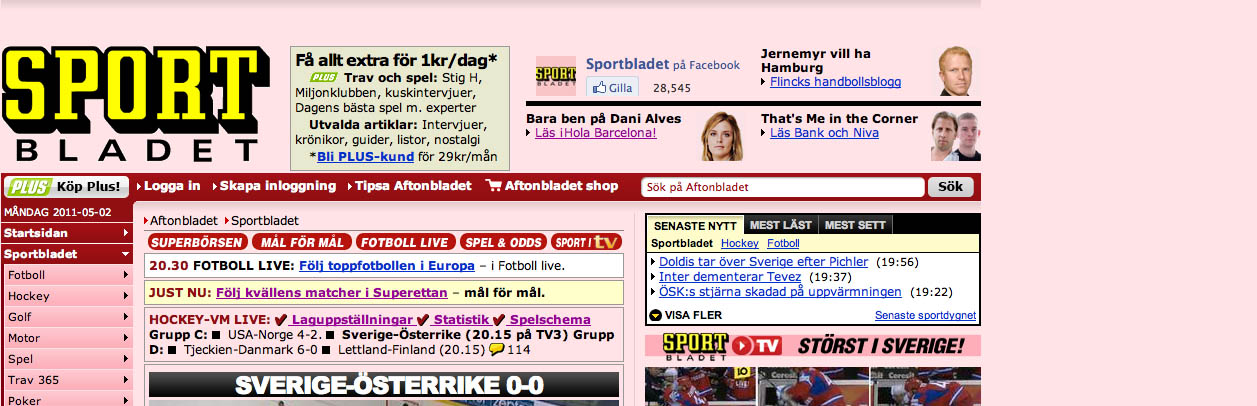 SPORT
BLADET
Få allt extra för 1kr/dag*
PLUS Trav och spel: Stig H,
Miljonklubben, kuskintervjuer,
Dagens bästa spel m. experter
Utvalda artiklar: Intervjuer,
krönikor, guider, listor, nostalgi
*Bli PLUS-kund för 29kr/mån
SPORT
BLADET
Sportbladet på Facebook
Gilla 28,545
Jernemyr vill ha
Hamburg
Flincks handbollsblogg
Bara ben på Dani Alves
Läs ¡Hola Barcelona!
That's Me in the Corner
Läs Bank och Niva
PLUS Köp Plus!
Logga in Skapa inloggning Tipsa Aftonbladet Aftonbladet shop
Sök på Aftonbladet Sök
MÅNDAG 2011-05-02
Startsidan
Sportbladet
Fotboll
Hockey
Golf
Motor
Spel
Trav 365
Poker
Aftonbladet Sportbladet
SUPERBÖRSEN MÅL FÖR MÅL FOTBOLL LIVE SPEL & ODDS SPORT I tv
20.30 FOTBOLL LIVE: Följ toppfotbollen i Europa – i Fotboll live.
JUST NU: Följ kvällens matcher i Superettan – mål för mål.
HOCKEY-VM LIVE: Laguppställningar Statistik Spelschema
Grupp C: USA-Norge 4-2. Sverige-Österrike (20.15 på TV3) Grupp
D: Tjeckien-Danmark 6-0 Lettland-Finland (20.15) 114
SVERIGE-ÖSTERRIKE 0-0
SENASTE NYTT MEST LÄST MEST SETT
Sportbladet Hockey Fotboll
Doldis tar över Sverige efter Pichler (19:56)
Inter dementerar Tevez (19:37)
ÖSK:s stjärna skadad på uppvärmningen (19:22)
VISA FLER Senaste sportdygnet
SPORT
BLADET TV STÖRST I SVERIGE!
Ceresit
10
Ceresit